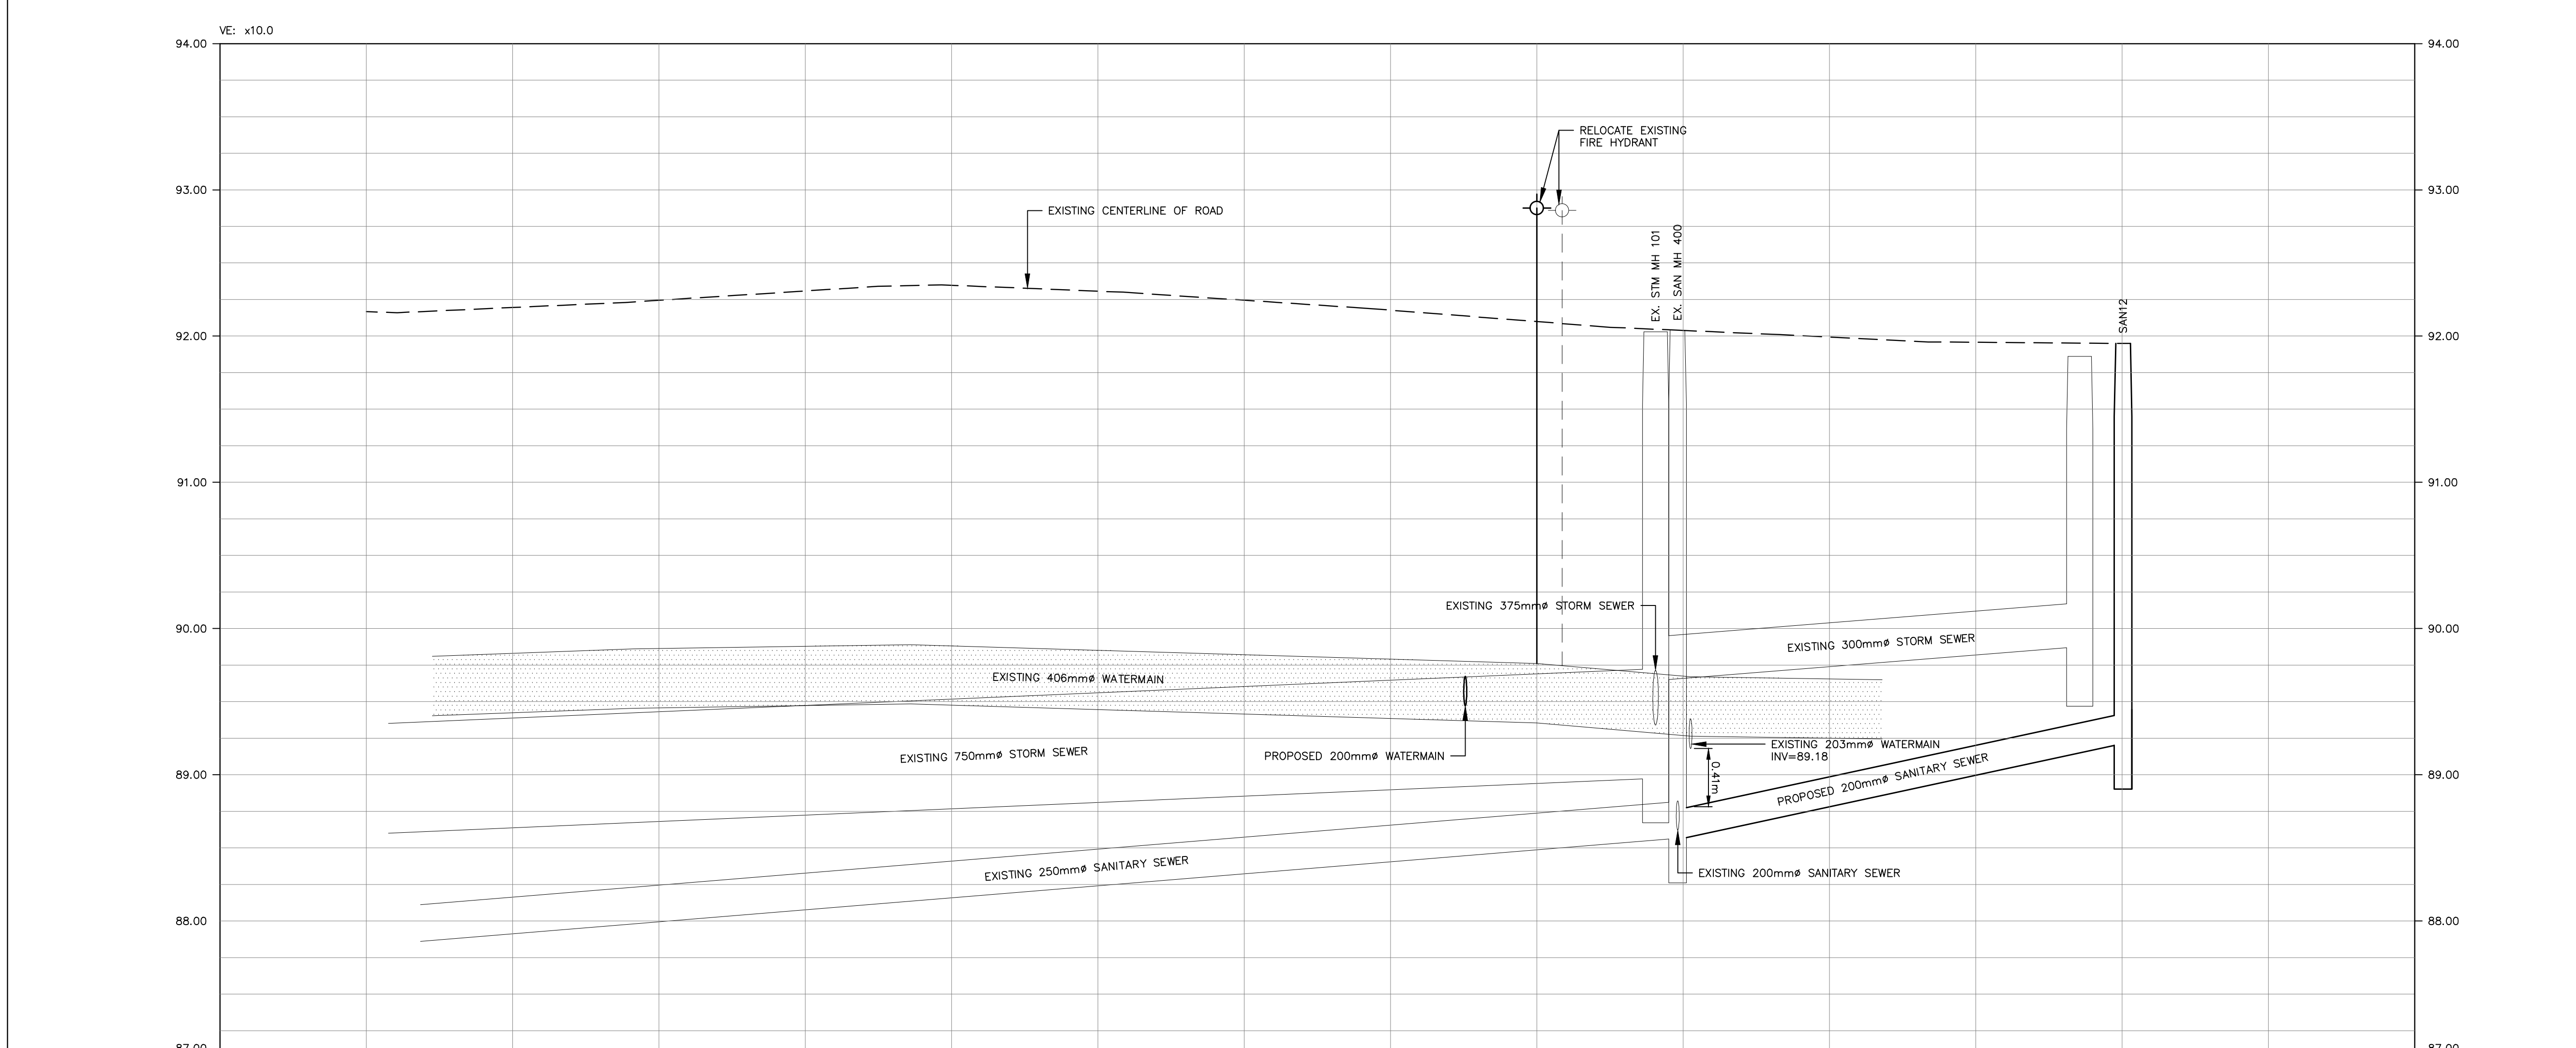 VE: x10.0
94.00
94.00
RELOCATE EXISTING
FIRE HYDRANT
93.00
93.00
EXISTING CENTERLINE OF ROAD
EX. STM MH 101
EX. SAN MH 400
SAN12
92.00
92.00
91.00
91.00
EXISTING 375mmø STORM SEWER
90.00
90.00
EXISTING 300mmø STORM SEWER
EXISTING 406mmø WATERMAIN
EXISTING 750mmø STORM SEWER
PROPOSED 200mmø WATERMAIN
EXISTING 203mmø WATERMAIN
INV=89.18
0.41m
89.00
89.00
PROPOSED 200mmø SANITARY SEWER
EXISTING 250mmø SANITARY SEWER
EXISTING 200mmø SANITARY SEWER
88.00
88.00
87.00
87.00